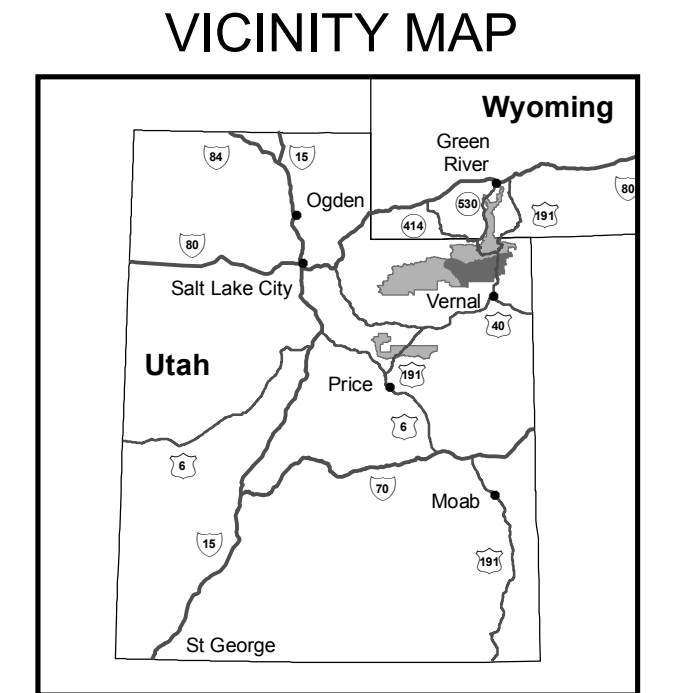 VICINITY MAP
Wyoming
Green
River
84
15
80
530
Ogden
191
414
80
Salt Lake City
Vernal
40
Utah
191
Price
6
6
70
Moab
15
191
St George